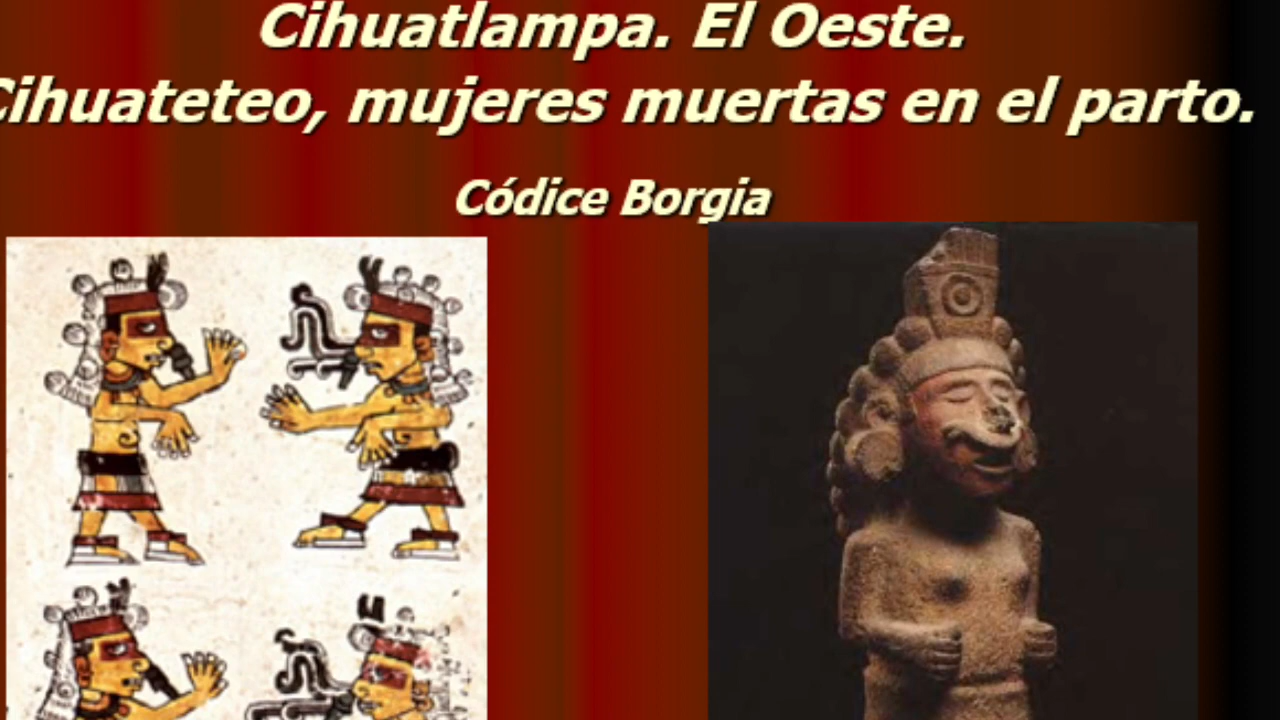 Cihuatlampa. El Oeste.
Cihuateteo, mujeres muertas en el parto.
Códice Borgia